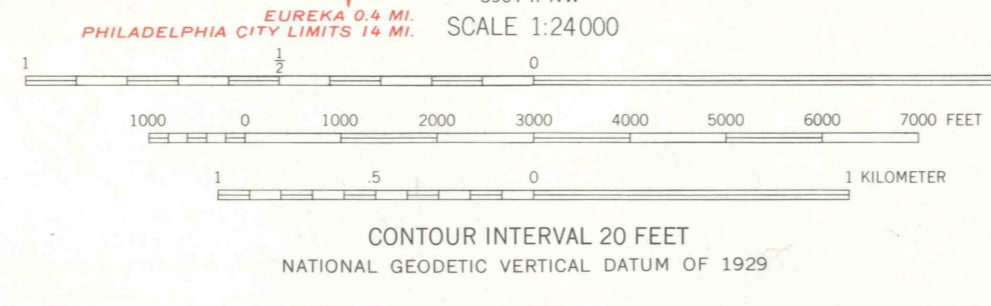 EUREKA 0.4 MI.
PHILADELPHIA CITY LIMITS 14 MI.
SCALE 1:24000
1 1/2 0
1000 0 1000 2000 3000 4000 5000 6000 7000 FEET
1 .5 0 1 KILOMETER
CONTOUR INTERVAL 20 FEET
NATIONAL GEODETIC VERTICAL DATUM OF 1929